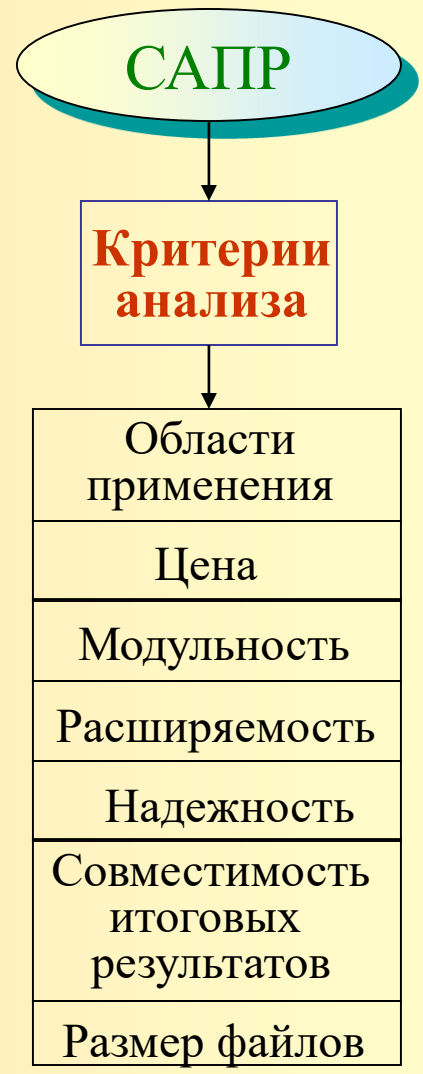 САПР
Критерии
анализа
Области
применения
Цена
Модульность
Расширяемость
Надежность
Совместимость
итоговых
результатов
Размер файлов